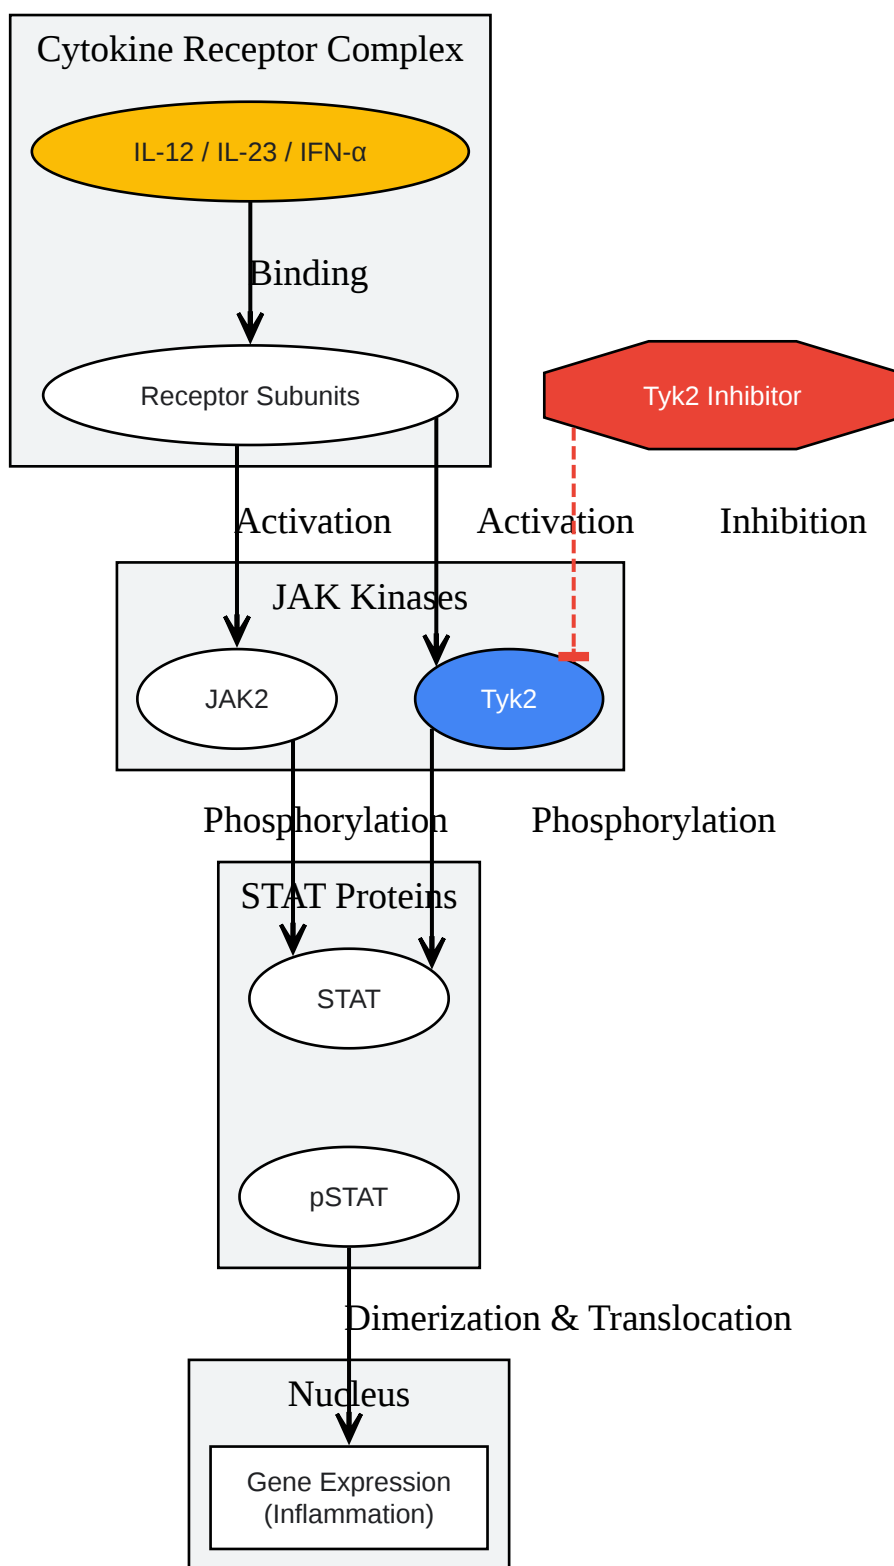 Cytokine Receptor Complex
IL-12 / IL-23 / IFN-α
Binding
Receptor Subunits
Tyk2 Inhibitor
Activation
Activation
Inhibition
JAK Kinases
JAK2
Tyk2
Phosphorylation
Phosphorylation
STAT Proteins
STAT
pSTAT
Dimerization & Translocation
Nucleus
Gene Expression
(Inflammation)